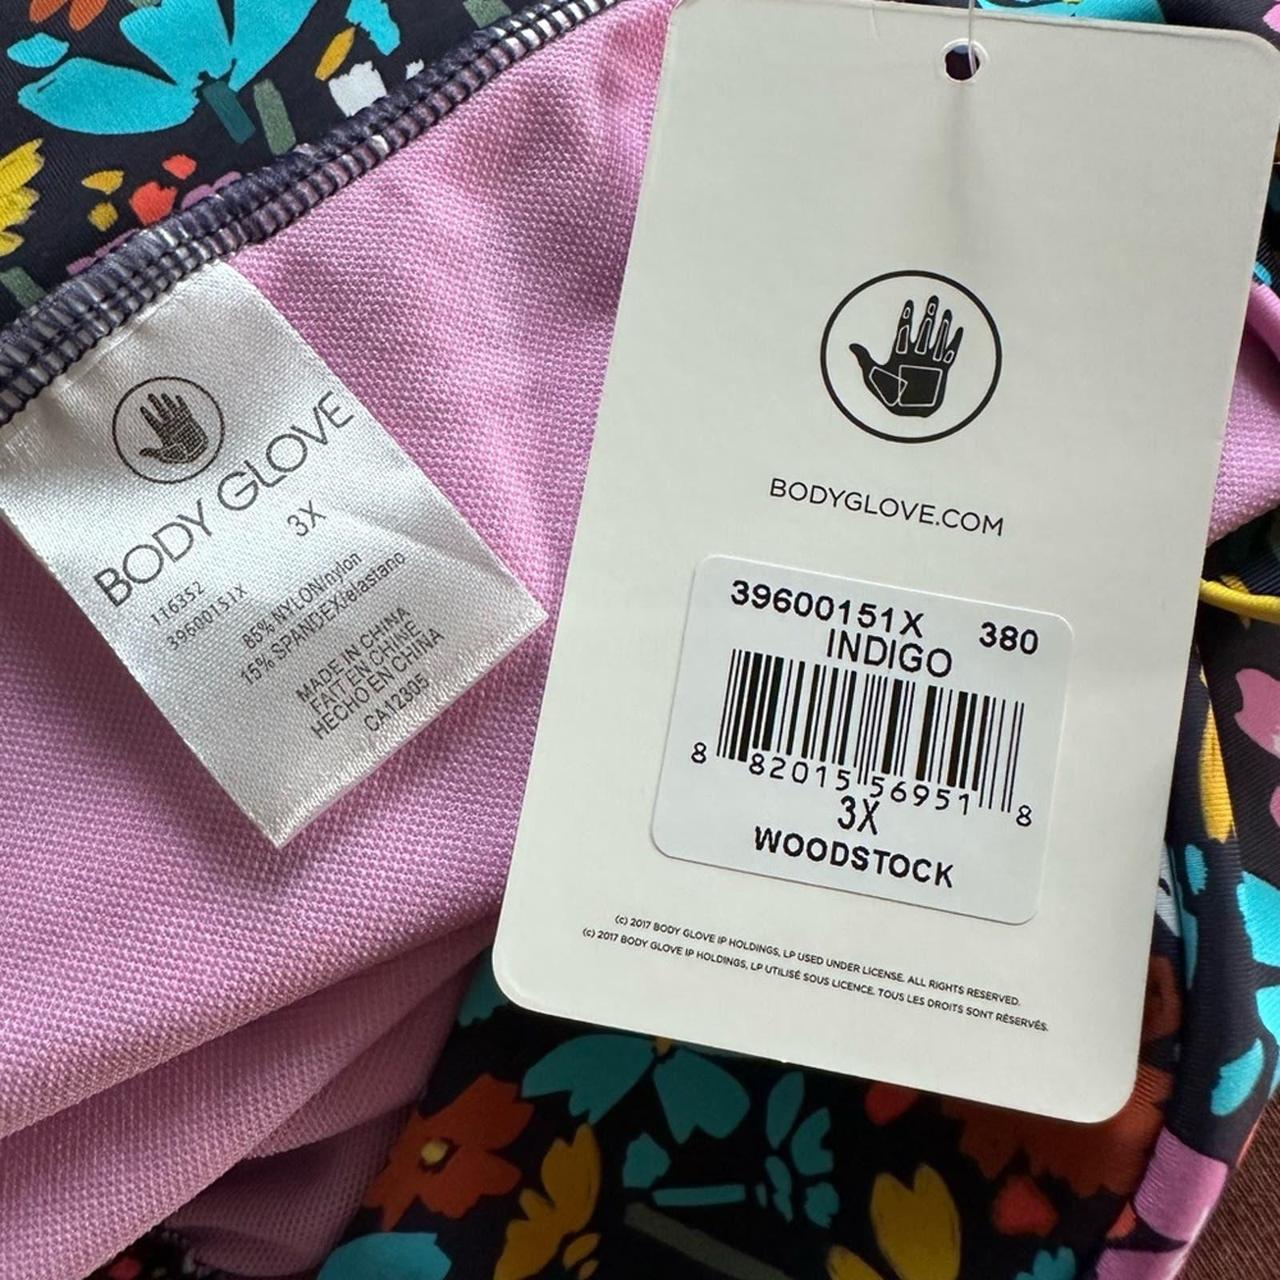 BODY GLOVE
3X
116352
39600151X
85% NYLON/nylon
15% SPANDEX/elastano
MADE IN CHINA
FAIT EN CHINE
HECHO EN CHINA
CA12305
BODYGLOVE.COM
39600151X 380
INDIGO
8 82015 56951 8
3X
WOODSTOCK
(c) 2017 BODY GLOVE IP HOLDINGS, LP USED UNDER LICENSE. ALL RIGHTS RESERVED.
(c) 2017 BODY GLOVE IP HOLDINGS, LP UTILISÉ SOUS LICENCE. TOUS LES DROITS SONT RÉSERVÉS.